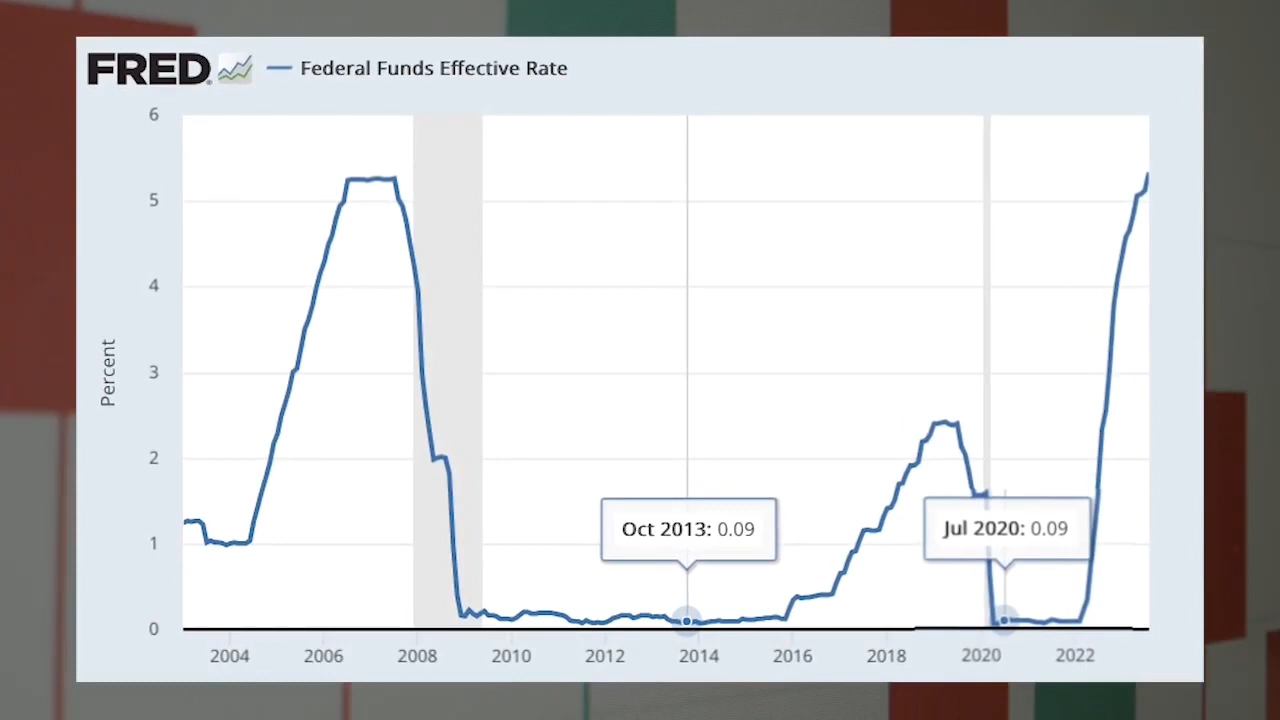 FRED
Federal Funds Effective Rate
6
5
4
3
2
1
0
Percent
Oct 2013: 0.09
Jul 2020: 0.09
2004 2006 2008 2010 2012 2014 2016 2018 2020 2022